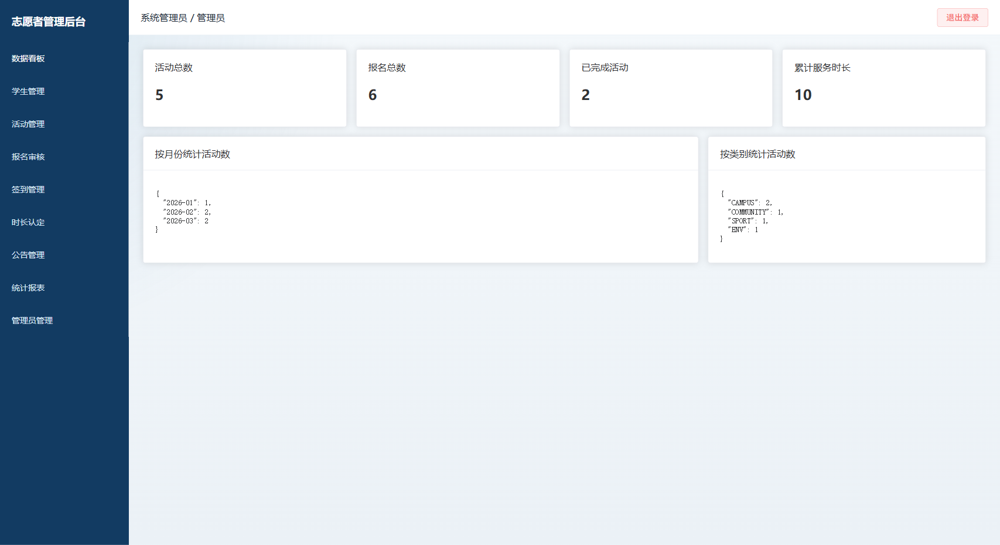 志愿者管理后台
数据看板
学生管理
活动管理
报名审核
签到管理
时长认定
公告管理
统计报表
管理员管理
系统管理员 / 管理员
退出登录
活动总数
5
报名总数
6
已完成活动
2
累计服务时长
10
按月份统计活动数
{
  "2026-01": 1,
  "2026-02": 2,
  "2026-03": 2
}
按类别统计活动数
{
  "CAMPUS": 2,
  "COMMUNITY": 1,
  "SPORT": 1,
  "ENV": 1
}